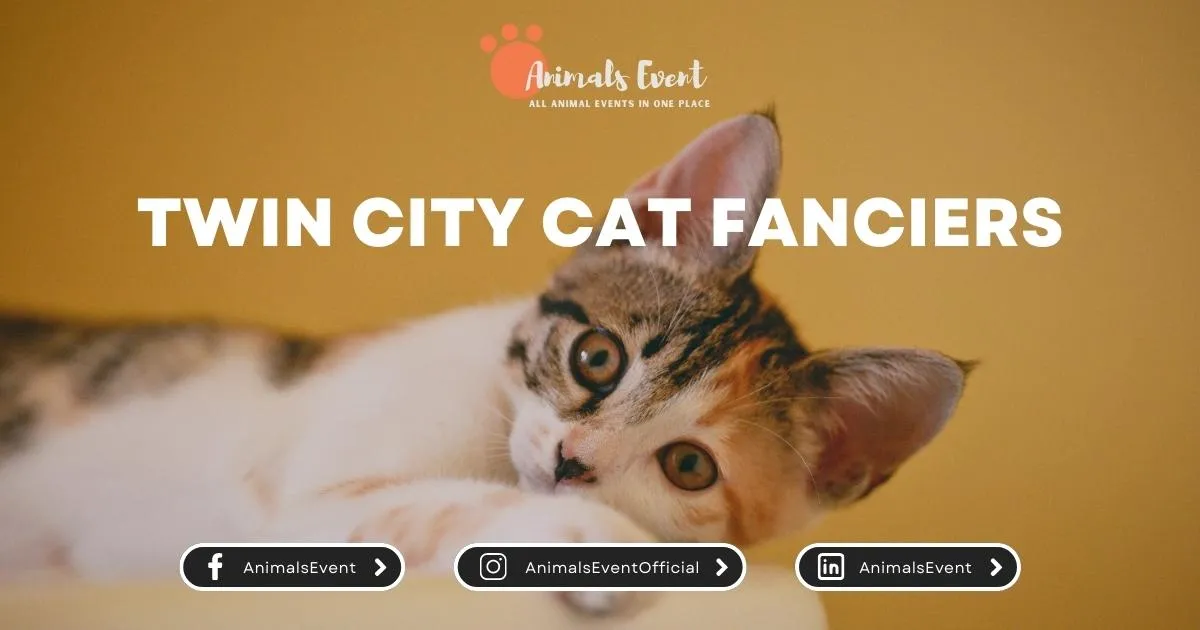 Animals Event
ALL ANIMAL EVENTS IN ONE PLACE
TWIN CITY CAT FANCIERS
AnimalsEvent
AnimalsEventOfficial
AnimalsEvent